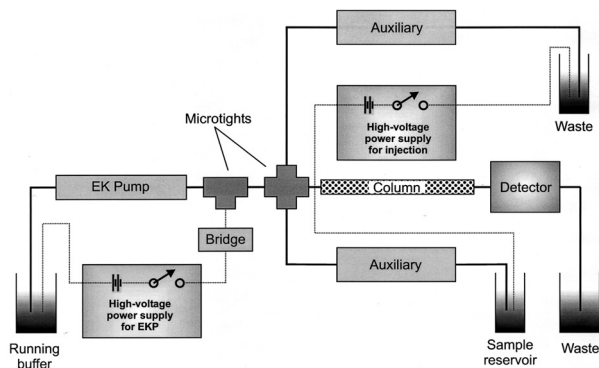 Auxiliary
Microtights
High-voltage
power supply
for injection
Waste
EK Pump
Column
Detector
Bridge
Auxiliary
High-voltage
power supply
for EKP
Running
buffer
Sample
reservoir
Waste